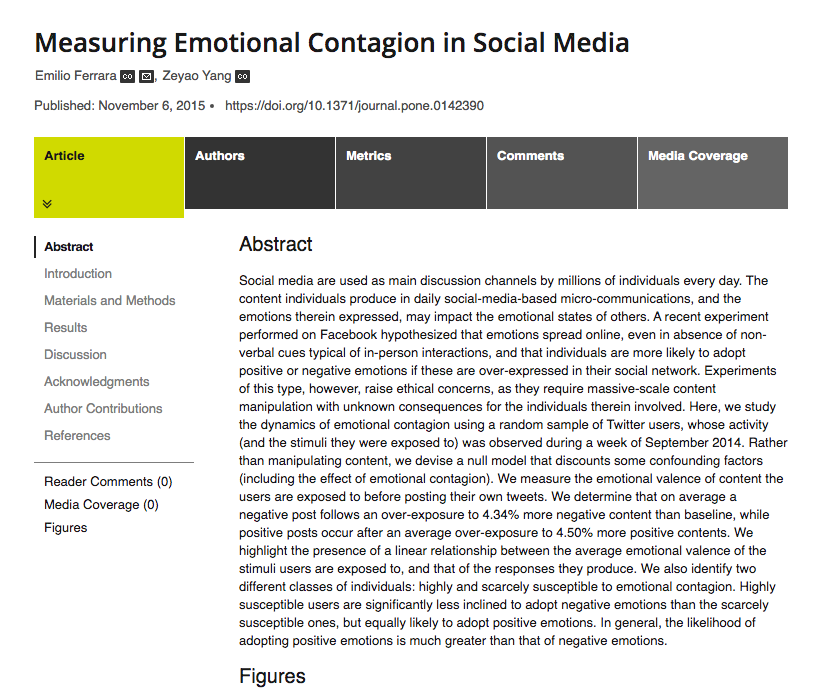 Measuring Emotional Contagion in Social Media
Emilio Ferrara co, Zeyao Yang co
Published: November 6, 2015 • https://doi.org/10.1371/journal.pone.0142390
Article Authors Metrics Comments Media Coverage
Abstract
Introduction
Materials and Methods
Results
Discussion
Acknowledgments
Author Contributions
References
Reader Comments (0)
Media Coverage (0)
Figures
Abstract
Social media are used as main discussion channels by millions of individuals every day. The
content individuals produce in daily social-media-based micro-communications, and the
emotions therein expressed, may impact the emotional states of others. A recent experiment
performed on Facebook hypothesized that emotions spread online, even in absence of non-
verbal cues typical of in-person interactions, and that individuals are more likely to adopt
positive or negative emotions if these are over-expressed in their social network. Experiments
of this type, however, raise ethical concerns, as they require massive-scale content
manipulation with unknown consequences for the individuals therein involved. Here, we study
the dynamics of emotional contagion using a random sample of Twitter users, whose activity
(and the stimuli they were exposed to) was observed during a week of September 2014. Rather
than manipulating content, we devise a null model that discounts some confounding factors
(including the effect of emotional contagion). We measure the emotional valence of content the
users are exposed to before posting their own tweets. We determine that on average a
negative post follows an over-exposure to 4.34% more negative content than baseline, while
positive posts occur after an average over-exposure to 4.50% more positive contents. We
highlight the presence of a linear relationship between the average emotional valence of the
stimuli users are exposed to, and that of the responses they produce. We also identify two
different classes of individuals: highly and scarcely susceptible to emotional contagion. Highly
susceptible users are significantly less inclined to adopt negative emotions than the scarcely
susceptible ones, but equally likely to adopt positive emotions. In general, the likelihood of
adopting positive emotions is much greater than that of negative emotions.
Figures